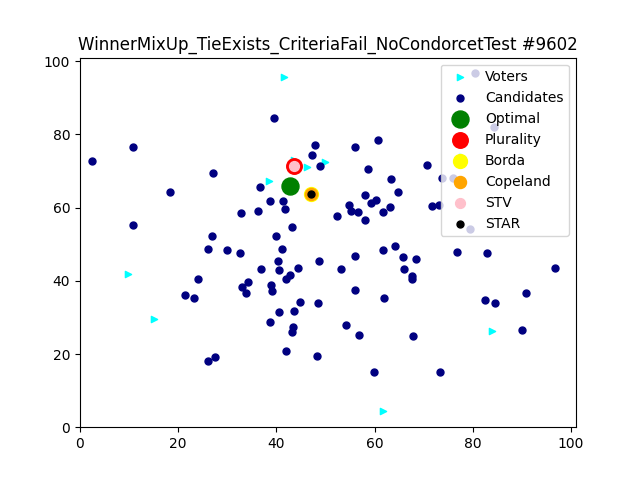 WinnerMixUp_TieExists_CriteriaFail_NoCondorcetTest #9602
100
80
60
40
20
0
0 20 40 60 80 100
Voters
Candidates
Optimal
Plurality
Borda
Copeland
STV
STAR